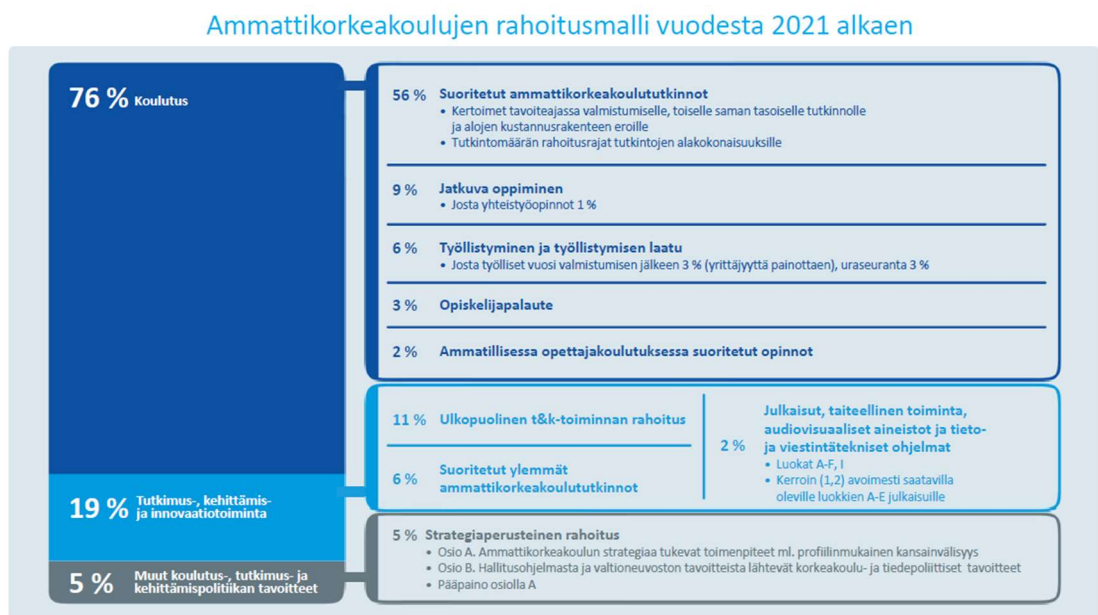 Ammattikorkeakoulujen rahoitusmalli vuodesta 2021 alkaen
76 % Koulutus
56 % Suoritetut ammattikorkeakoulututkinnot
• Kertoimet tavoiteajassa valmistumiselle, toiselle saman tasoiselle tutkinnolle
ja alojen kustannusrakenteen eroille
• Tutkintomäärän rahoitusrajat tutkintojen alakokonaisuuksille
9 % Jatkuva oppiminen
• Josta yhteistyöopinnot 1 %
6 % Työllistyminen ja työllistymisen laatu
• Josta työlliset vuosi valmistumisen jälkeen 3 % (yrittäjyyttä painottaen), uraseuranta 3 %
3 % Opiskelijapalaute
2 % Ammatillisessa opettajakoulutuksessa suoritetut opinnot
19 % Tutkimus-, kehittämis-
ja innovaatiotoiminta
11 % Ulkopuolinen t&k-toiminnan rahoitus
6 % Suoritetut ylemmät
ammattikorkeakoulututkinnot
2 % Julkaisut, taiteellinen toiminta,
audiovisuaaliset aineistot ja tieto-
ja viestintätekniset ohjelmat
• Luokat A-F, I
• Kerroin (1,2) avoimesti saatavilla
oleville luokkien A-E julkaisuille
5 % Muut koulutus-, tutkimus- ja
kehittämispolitiikan tavoitteet
5 % Strategiaperusteinen rahoitus
• Osio A. Ammattikorkeakoulun strategiaa tukevat toimenpiteet ml. profiilinmukainen kansainvälisyys
• Osio B. Hallitusohjelmasta ja valtioneuvoston tavoitteista lähtevät korkeakoulu- ja tiedepoliittiset tavoitteet
• Pääpaino osiolla A